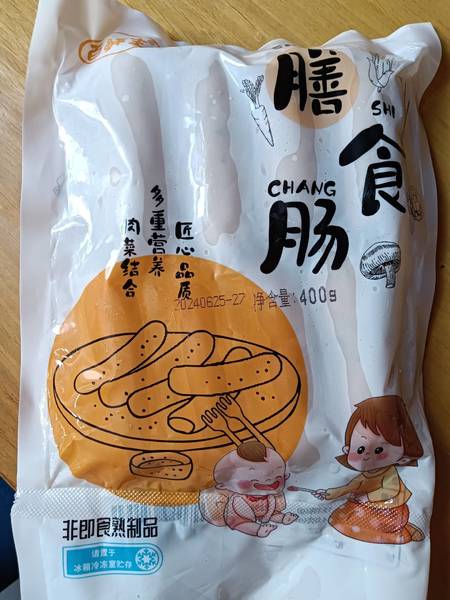 膳
SHI
食
CHANG
肠
匠心品质
多重营养
肉菜结合
20240625-27 净含量:400g
非即食熟制品
请置于
冰箱冷冻室贮存